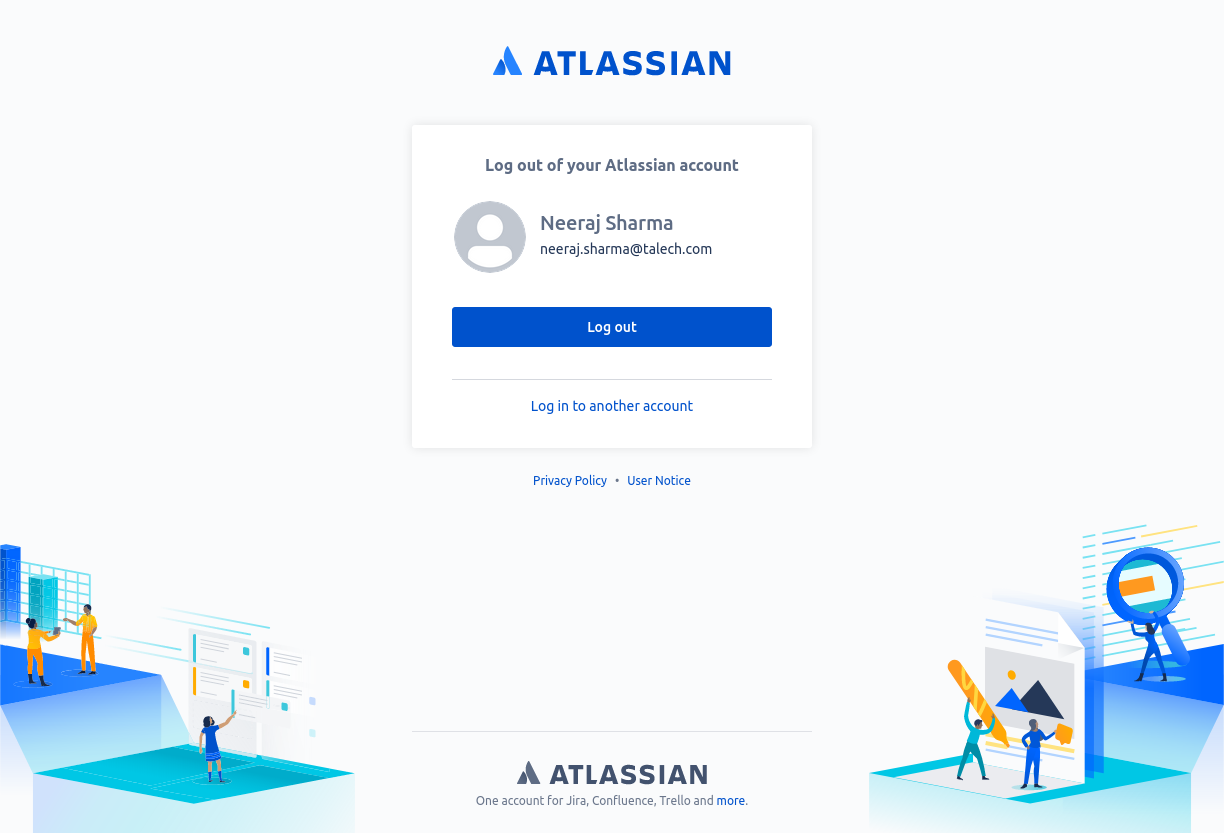 ATLASSIAN
Log out of your Atlassian account
Neeraj Sharma
neeraj.sharma@talech.com
Log out
Log in to another account
Privacy Policy • User Notice
ATLASSIAN
One account for Jira, Confluence, Trello and more.